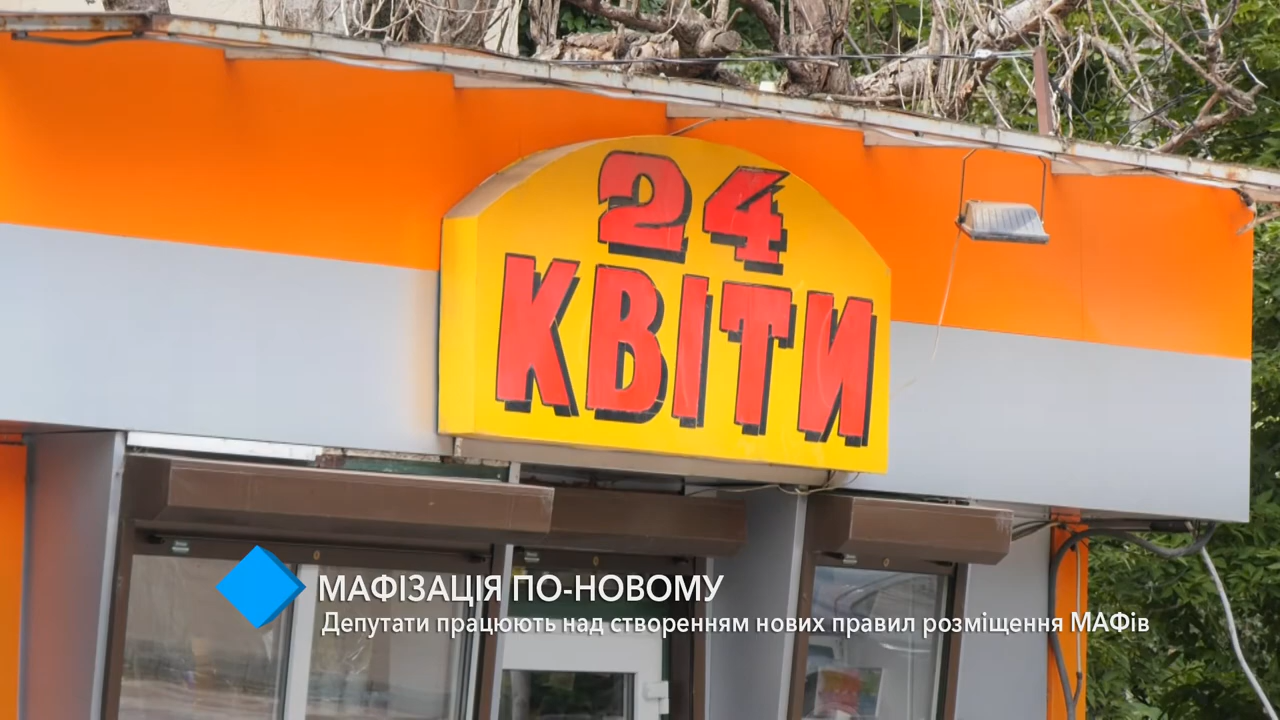 24
КВІТИ
МАФІЗАЦІЯ ПО-НОВОМУ
Депутати працюють над створенням нових правил розміщення МАФів